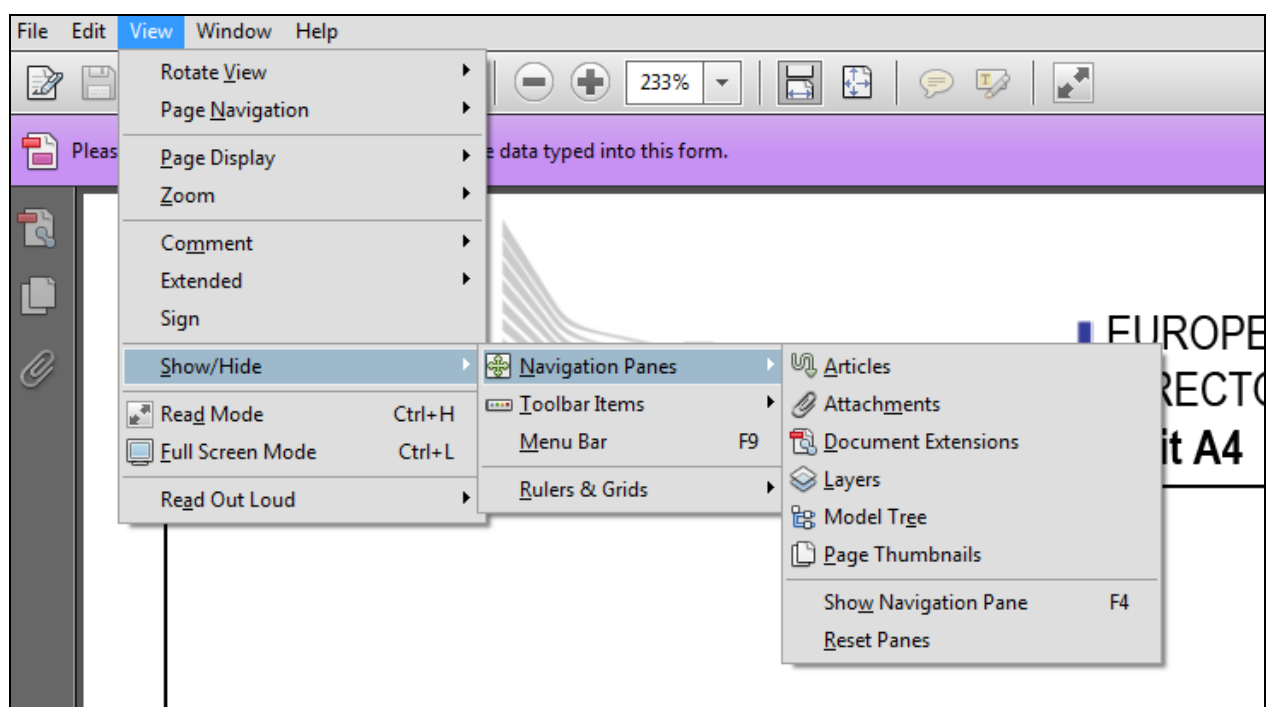 File Edit View Window Help
Rotate View
Page Navigation
233%
Pleas
e data typed into this form.
Page Display
Zoom
Comment
Extended
Sign
Show/Hide
Read Mode Ctrl+H
Full Screen Mode Ctrl+L
Read Out Loud
Navigation Panes
Toolbar Items
Menu Bar F9
Rulers & Grids
Articles
Attachments
Document Extensions
Layers
Model Tree
Page Thumbnails
Show Navigation Pane F4
Reset Panes
EUROPE
RECTO
it A4